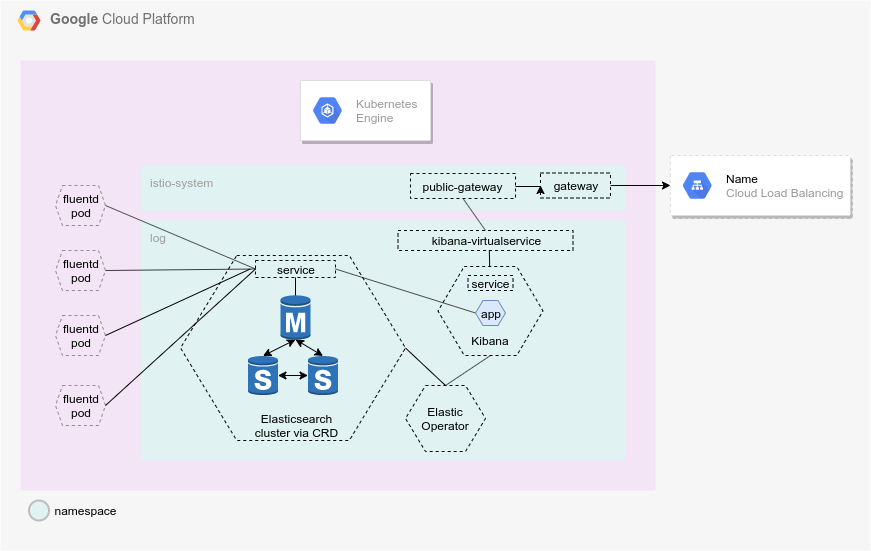 Google Cloud Platform
Kubernetes
Engine
istio-system
public-gateway
gateway
Name
Cloud Load Balancing
fluentd
pod
log
kibana-virtualservice
fluentd
pod
service
service
app
Kibana
M
fluentd
pod
S
S
fluentd
pod
Elasticsearch
cluster via CRD
Elastic
Operator
namespace